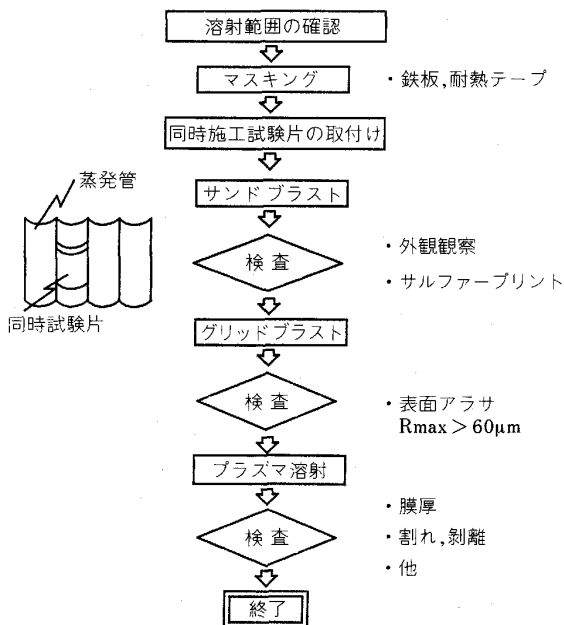 溶射範囲の確認
マスキング
・鉄板,耐熱テープ
同時施工試験片の取付け
サンドブラスト
蒸発管
同時試験片
検査
・外観観察
・サルファープリント
グリッドブラスト
検査
・表面アラサ
Rmax > 60μm
プラズマ溶射
検査
・膜厚
・割れ,剝離
・他
終了